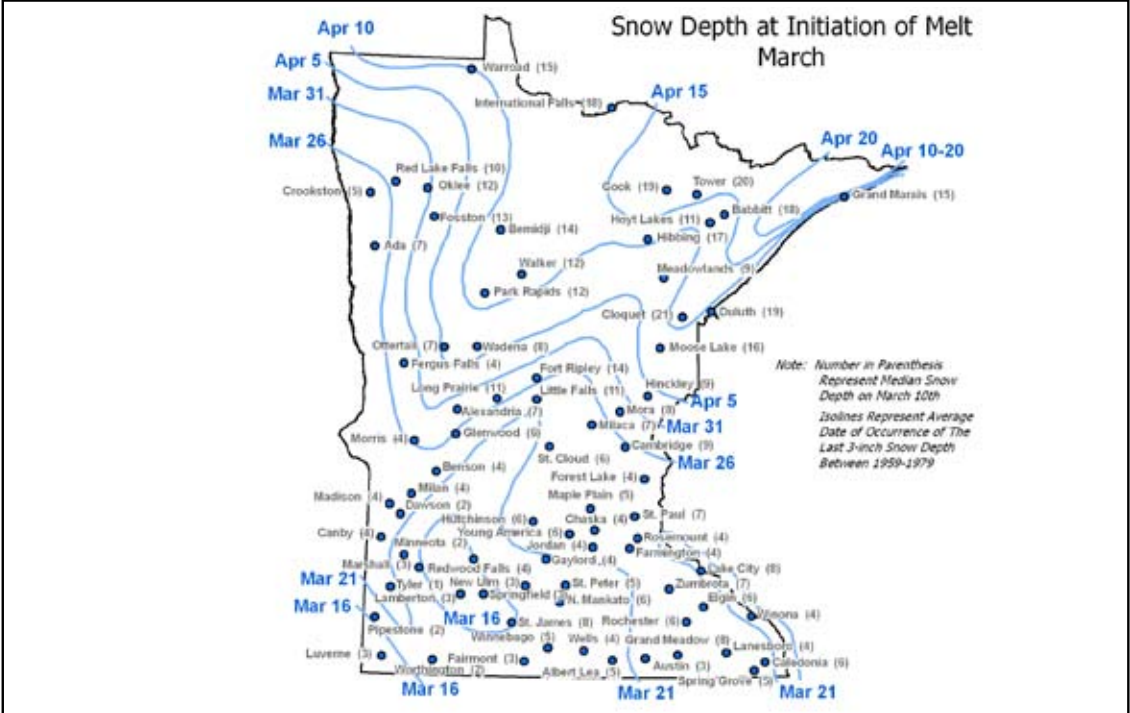 Snow Depth at Initiation of Melt
March
Apr 10
Apr 5
Mar 31
Mar 26
Warroad (15)
International Falls (18)
Apr 15
Apr 20
Apr 10-20
Red Lake Falls (10)
Crookston (5)
Oklee (12)
Cook (19)
Tower (20)
Grand Marais (15)
Fosston (13)
Hoyt Lakes (11)
Babbitt (18)
Bemidji (14)
Hibbing (17)
Ada (7)
Walker (12)
Meadowlands (9)
Park Rapids (12)
Cloquet (21)
Duluth (19)
Ottertail (7)
Wadena (8)
Moose Lake (16)
Fergus Falls (4)
Fort Ripley (14)
Note: Number in Parenthesis
Represent Median Snow
Depth on March 10th
Isolines Represent Average
Date of Occurrence of The
Last 3-inch Snow Depth
Between 1959-1979
Long Prairie (11)
Little Falls (11)
Hinckley (9)
Apr 5
Alexandria (7)
Mora (8)
Milaca (7)
Mar 31
Morris (4)
Glenwood (6)
Cambridge (9)
St. Cloud (6)
Mar 26
Benson (4)
Forest Lake (4)
Milan (4)
Maple Plain (5)
Madison (4)
Dawson (2)
Hutchinson (6)
Chaska (4)
St. Paul (7)
Canby (4)
Young America (6)
Rosemount (4)
Minneota (2)
Jordan (4)
Farmington (4)
Marshall (3)
Redwood Falls (4)
Gaylord (4)
Lake City (8)
Mar 21
Tyler (1)
New Ulm (3)
St. Peter (5)
Zumbrota (7)
Lamberton (3)
Springfield
N. Mankato (6)
Elgin (6)
Mar 16
Mar 16
St. James (8)
Rochester (6)
Winona (4)
Pipestone (2)
Winnebago (5)
Wells (4)
Grand Meadow (8)
Lanesboro (4)
Luverne (3)
Worthington (2)
Fairmont (3)
Albert Lea (5)
Austin (3)
Caledonia (6)
Spring Grove (5)
Mar 16
Mar 21
Mar 21